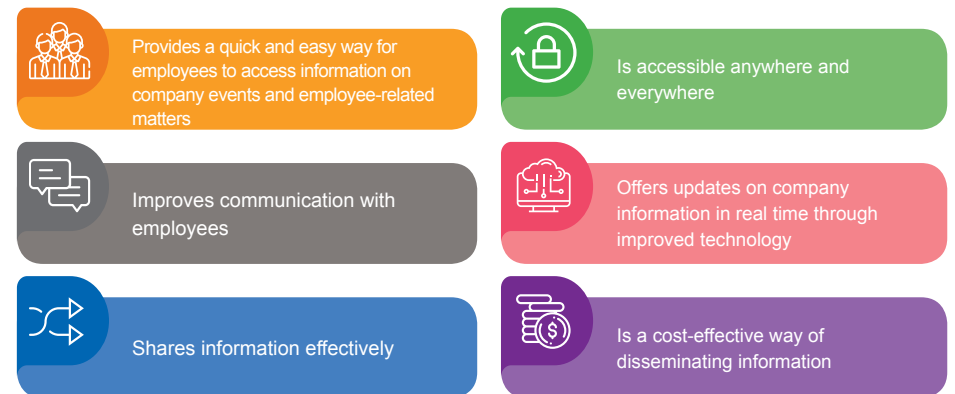 Provides a quick and easy way for
employees to access information on
company events and employee-related
matters
Is accessible anywhere and
everywhere
Improves communication with
employees
Offers updates on company
information in real time through
improved technology
Shares information effectively
Is a cost-effective way of
disseminating information
$